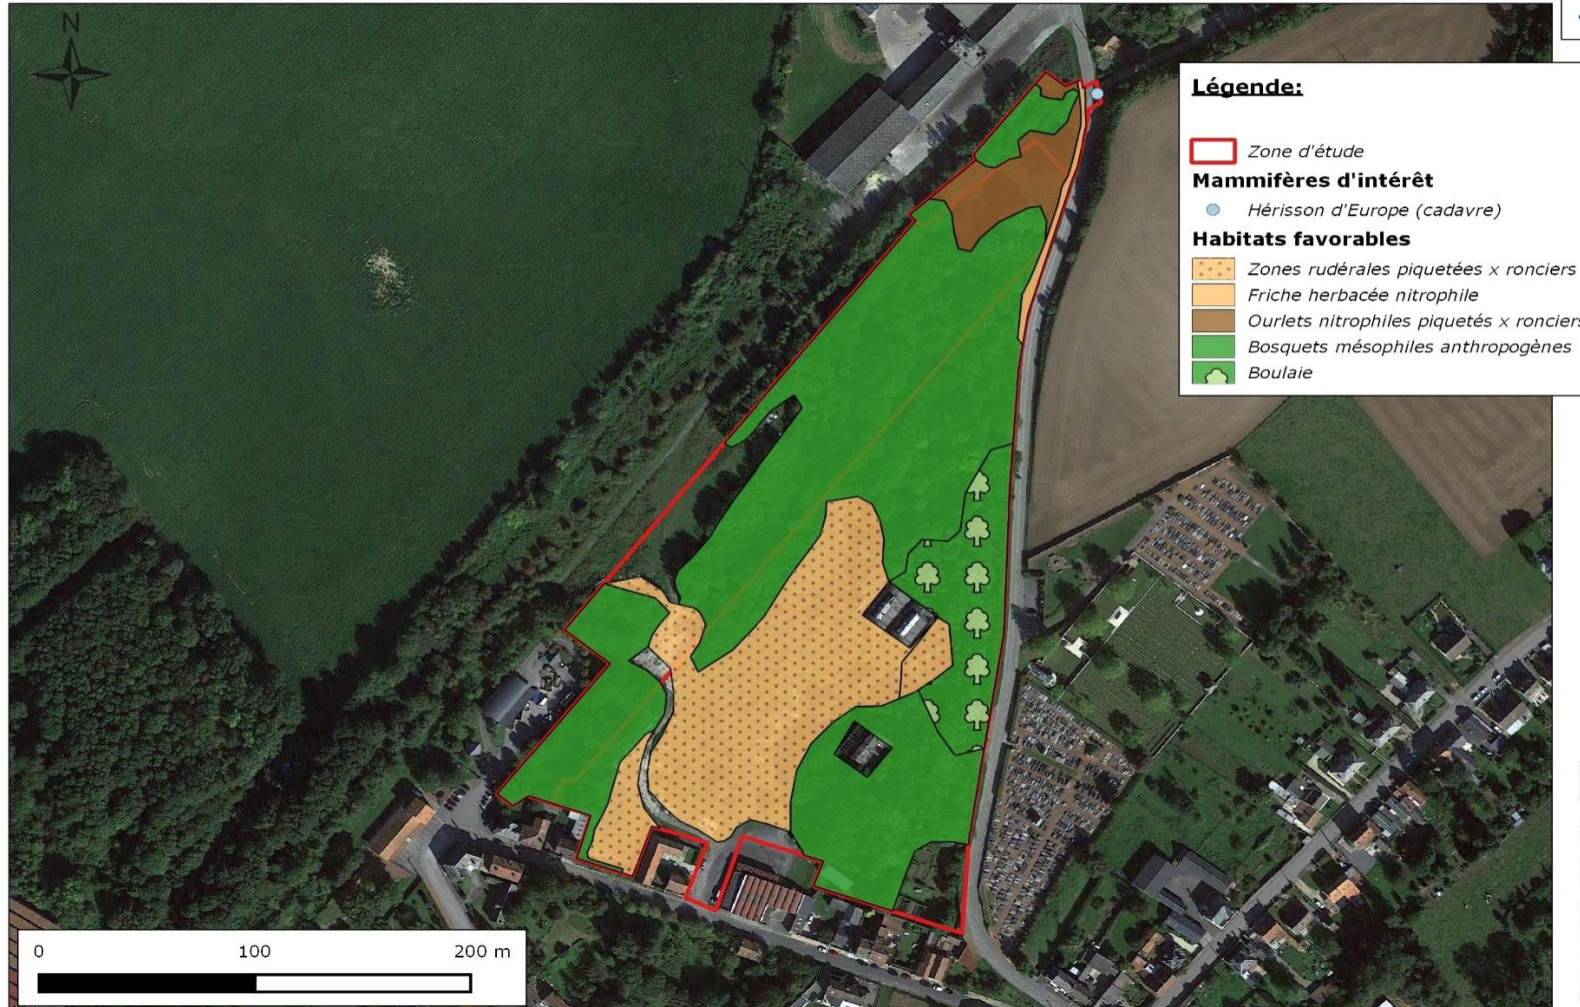 N
Légende:
Zone d'étude
Mammifères d'intérêt
Hérisson d'Europe (cadavre)
Habitats favorables
Zones rudérales piquetées x ronciers
Friche herbacée nitrophile
Ourlets nitrophiles piquetés x ronciers
Bosquets mésophiles anthropogènes
Boulaie
0 100 200 m